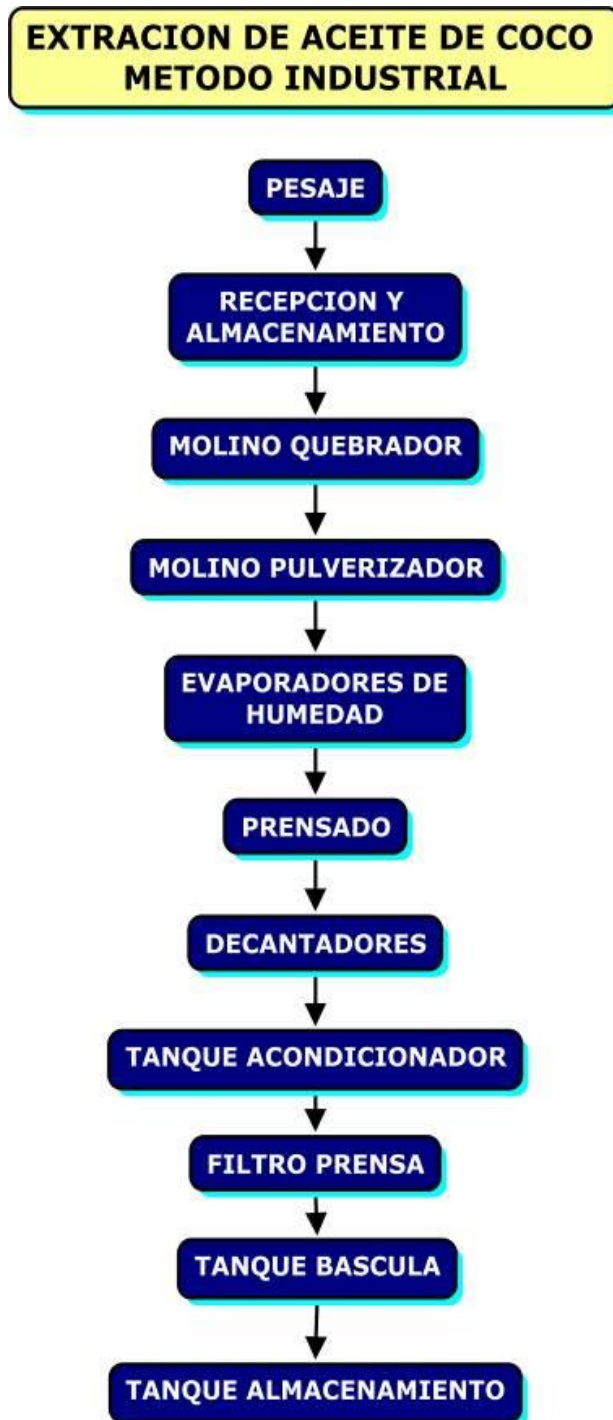 EXTRACION DE ACEITE DE COCO
METODO INDUSTRIAL
PESAJE
RECEPCION Y
ALMACENAMIENTO
MOLINO QUEBRADOR
MOLINO PULVERIZADOR
EVAPORADORES DE
HUMEDAD
PRENSADO
DECANTADORES
TANQUE ACONDICIONADOR
FILTRO PRENSA
TANQUE BASCULA
TANQUE ALMACENAMIENTO